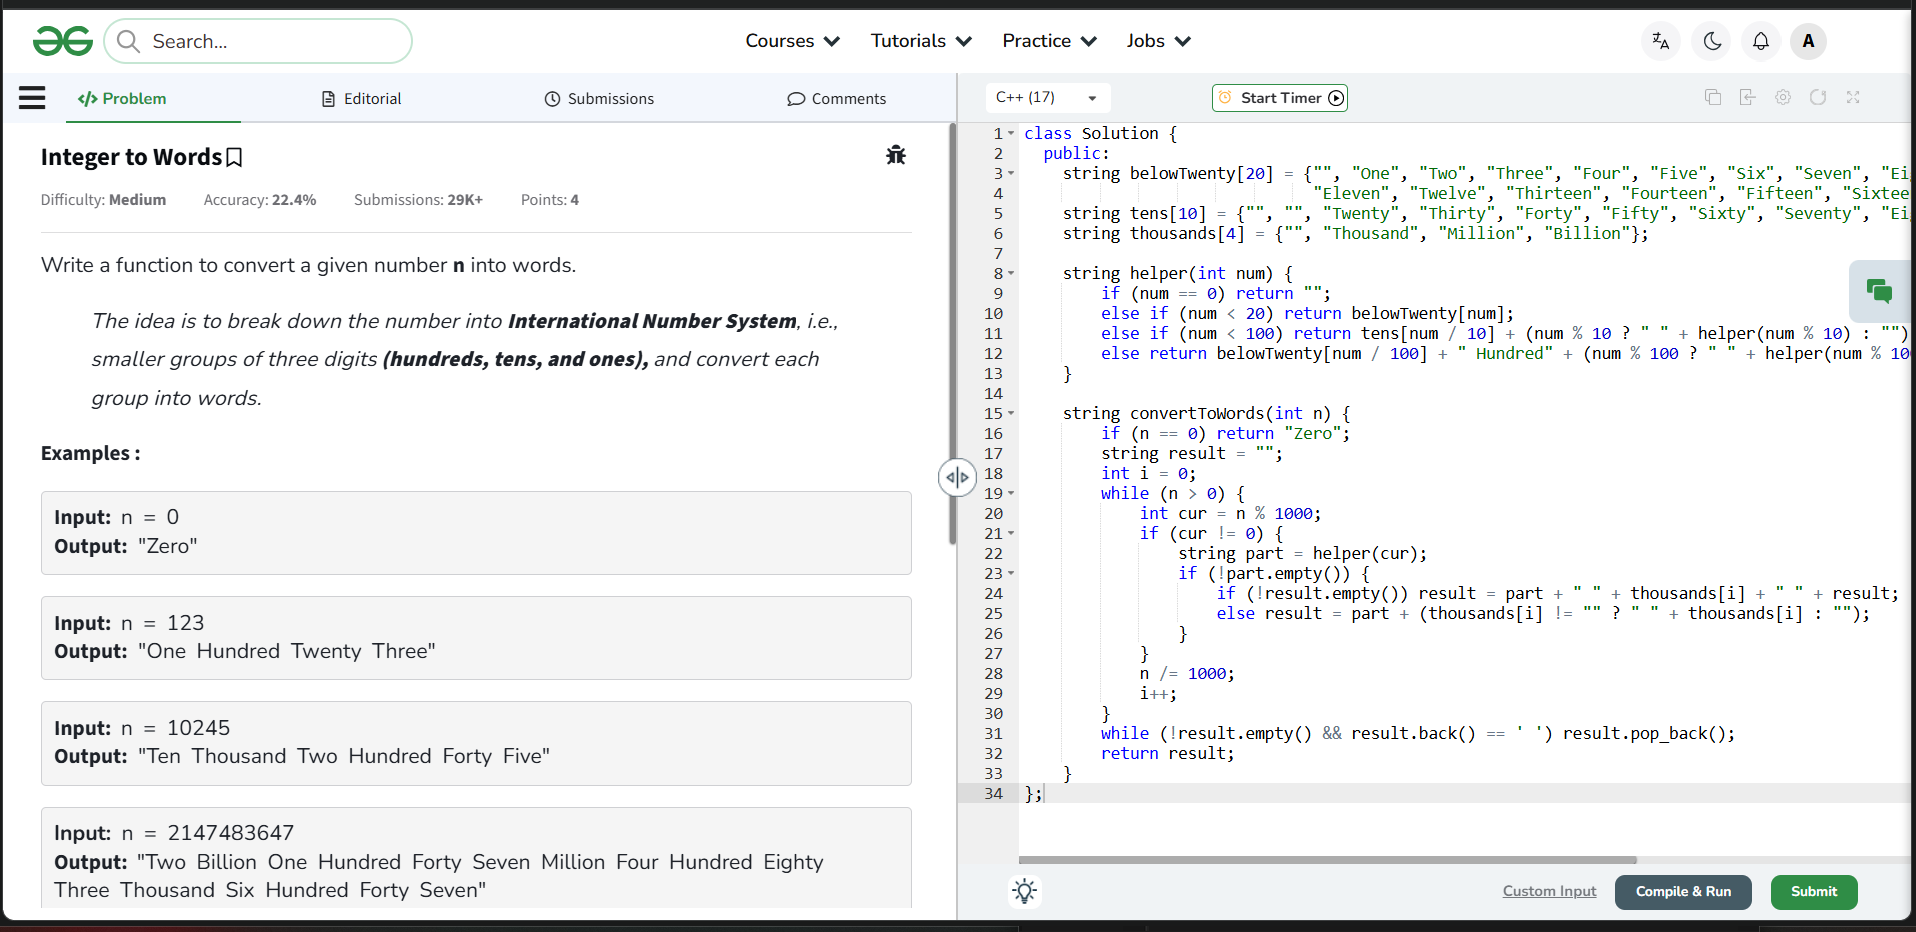 Search...
Courses
Tutorials
Practice
Jobs
A
Problem
Editorial
Submissions
Comments
Integer to Words
Difficulty: Medium Accuracy: 22.4% Submissions: 29K+ Points: 4
Write a function to convert a given number n into words.
The idea is to break down the number into International Number System, i.e.,
smaller groups of three digits (hundreds, tens, and ones), and convert each
group into words.
Examples :
Input: n = 0
Output: "Zero"
Input: n = 123
Output: "One Hundred Twenty Three"
Input: n = 10245
Output: "Ten Thousand Two Hundred Forty Five"
Input: n = 2147483647
Output: "Two Billion One Hundred Forty Seven Million Four Hundred Eighty
Three Thousand Six Hundred Forty Seven"
C++ (17)
Start Timer
1 class Solution {
2 public:
3 string belowTwenty[20] = {"", "One", "Two", "Three", "Four", "Five", "Six", "Seven", "Ei
4 "Eleven", "Twelve", "Thirteen", "Fourteen", "Fifteen", "Sixtee
5 string tens[10] = {"", "", "Twenty", "Thirty", "Forty", "Fifty", "Sixty", "Seventy", "Ei
6 string thousands[4] = {"", "Thousand", "Million", "Billion"};
7
8 string helper(int num) {
9 if (num == 0) return "";
10 else if (num < 20) return belowTwenty[num];
11 else if (num < 100) return tens[num / 10] + (num % 10 ? " " + helper(num % 10) : "")
12 else return belowTwenty[num / 100] + " Hundred" + (num % 100 ? " " + helper(num % 10
13 }
14
15 string convertToWords(int n) {
16 if (n == 0) return "Zero";
17 string result = "";
18 int i = 0;
19 while (n > 0) {
20 int cur = n % 1000;
21 if (cur != 0) {
22 string part = helper(cur);
23 if (!part.empty()) {
24 if (!result.empty()) result = part + " " + thousands[i] + " " + result;
25 else result = part + (thousands[i] != "" ? " " + thousands[i] : "");
26 }
27 }
28 n /= 1000;
29 i++;
30 }
31 while (!result.empty() && result.back() == ' ') result.pop_back();
32 return result;
33 }
34 };
Custom Input
Compile & Run
Submit